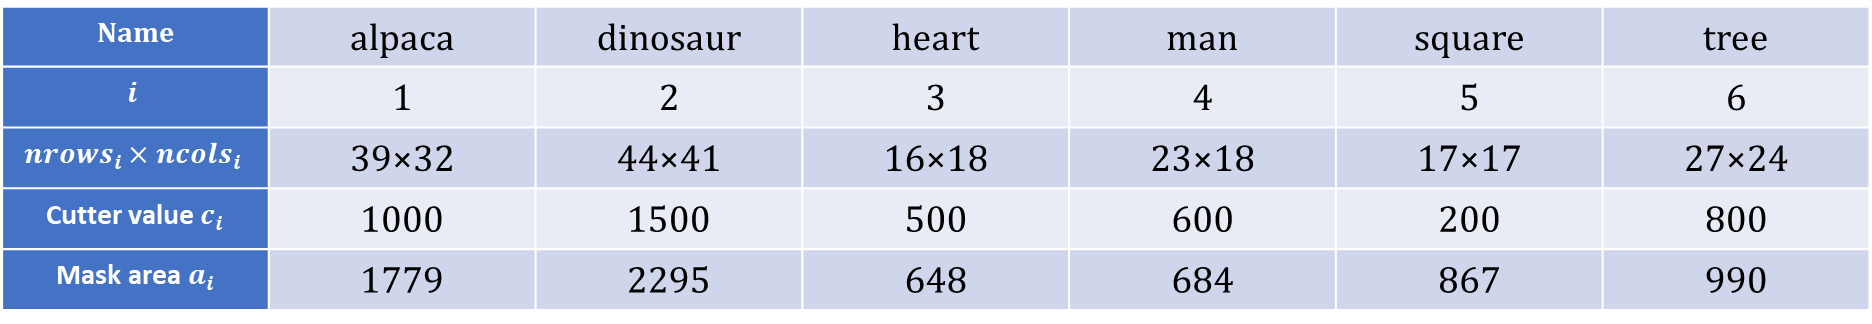 Name alpaca dinosaur heart man square tree
i 1 2 3 4 5 6
nrowsᵢ × ncolsᵢ 39×32 44×41 16×18 23×18 17×17 27×24
Cutter value cᵢ 1000 1500 500 600 200 800
Mask area aᵢ 1779 2295 648 684 867 990